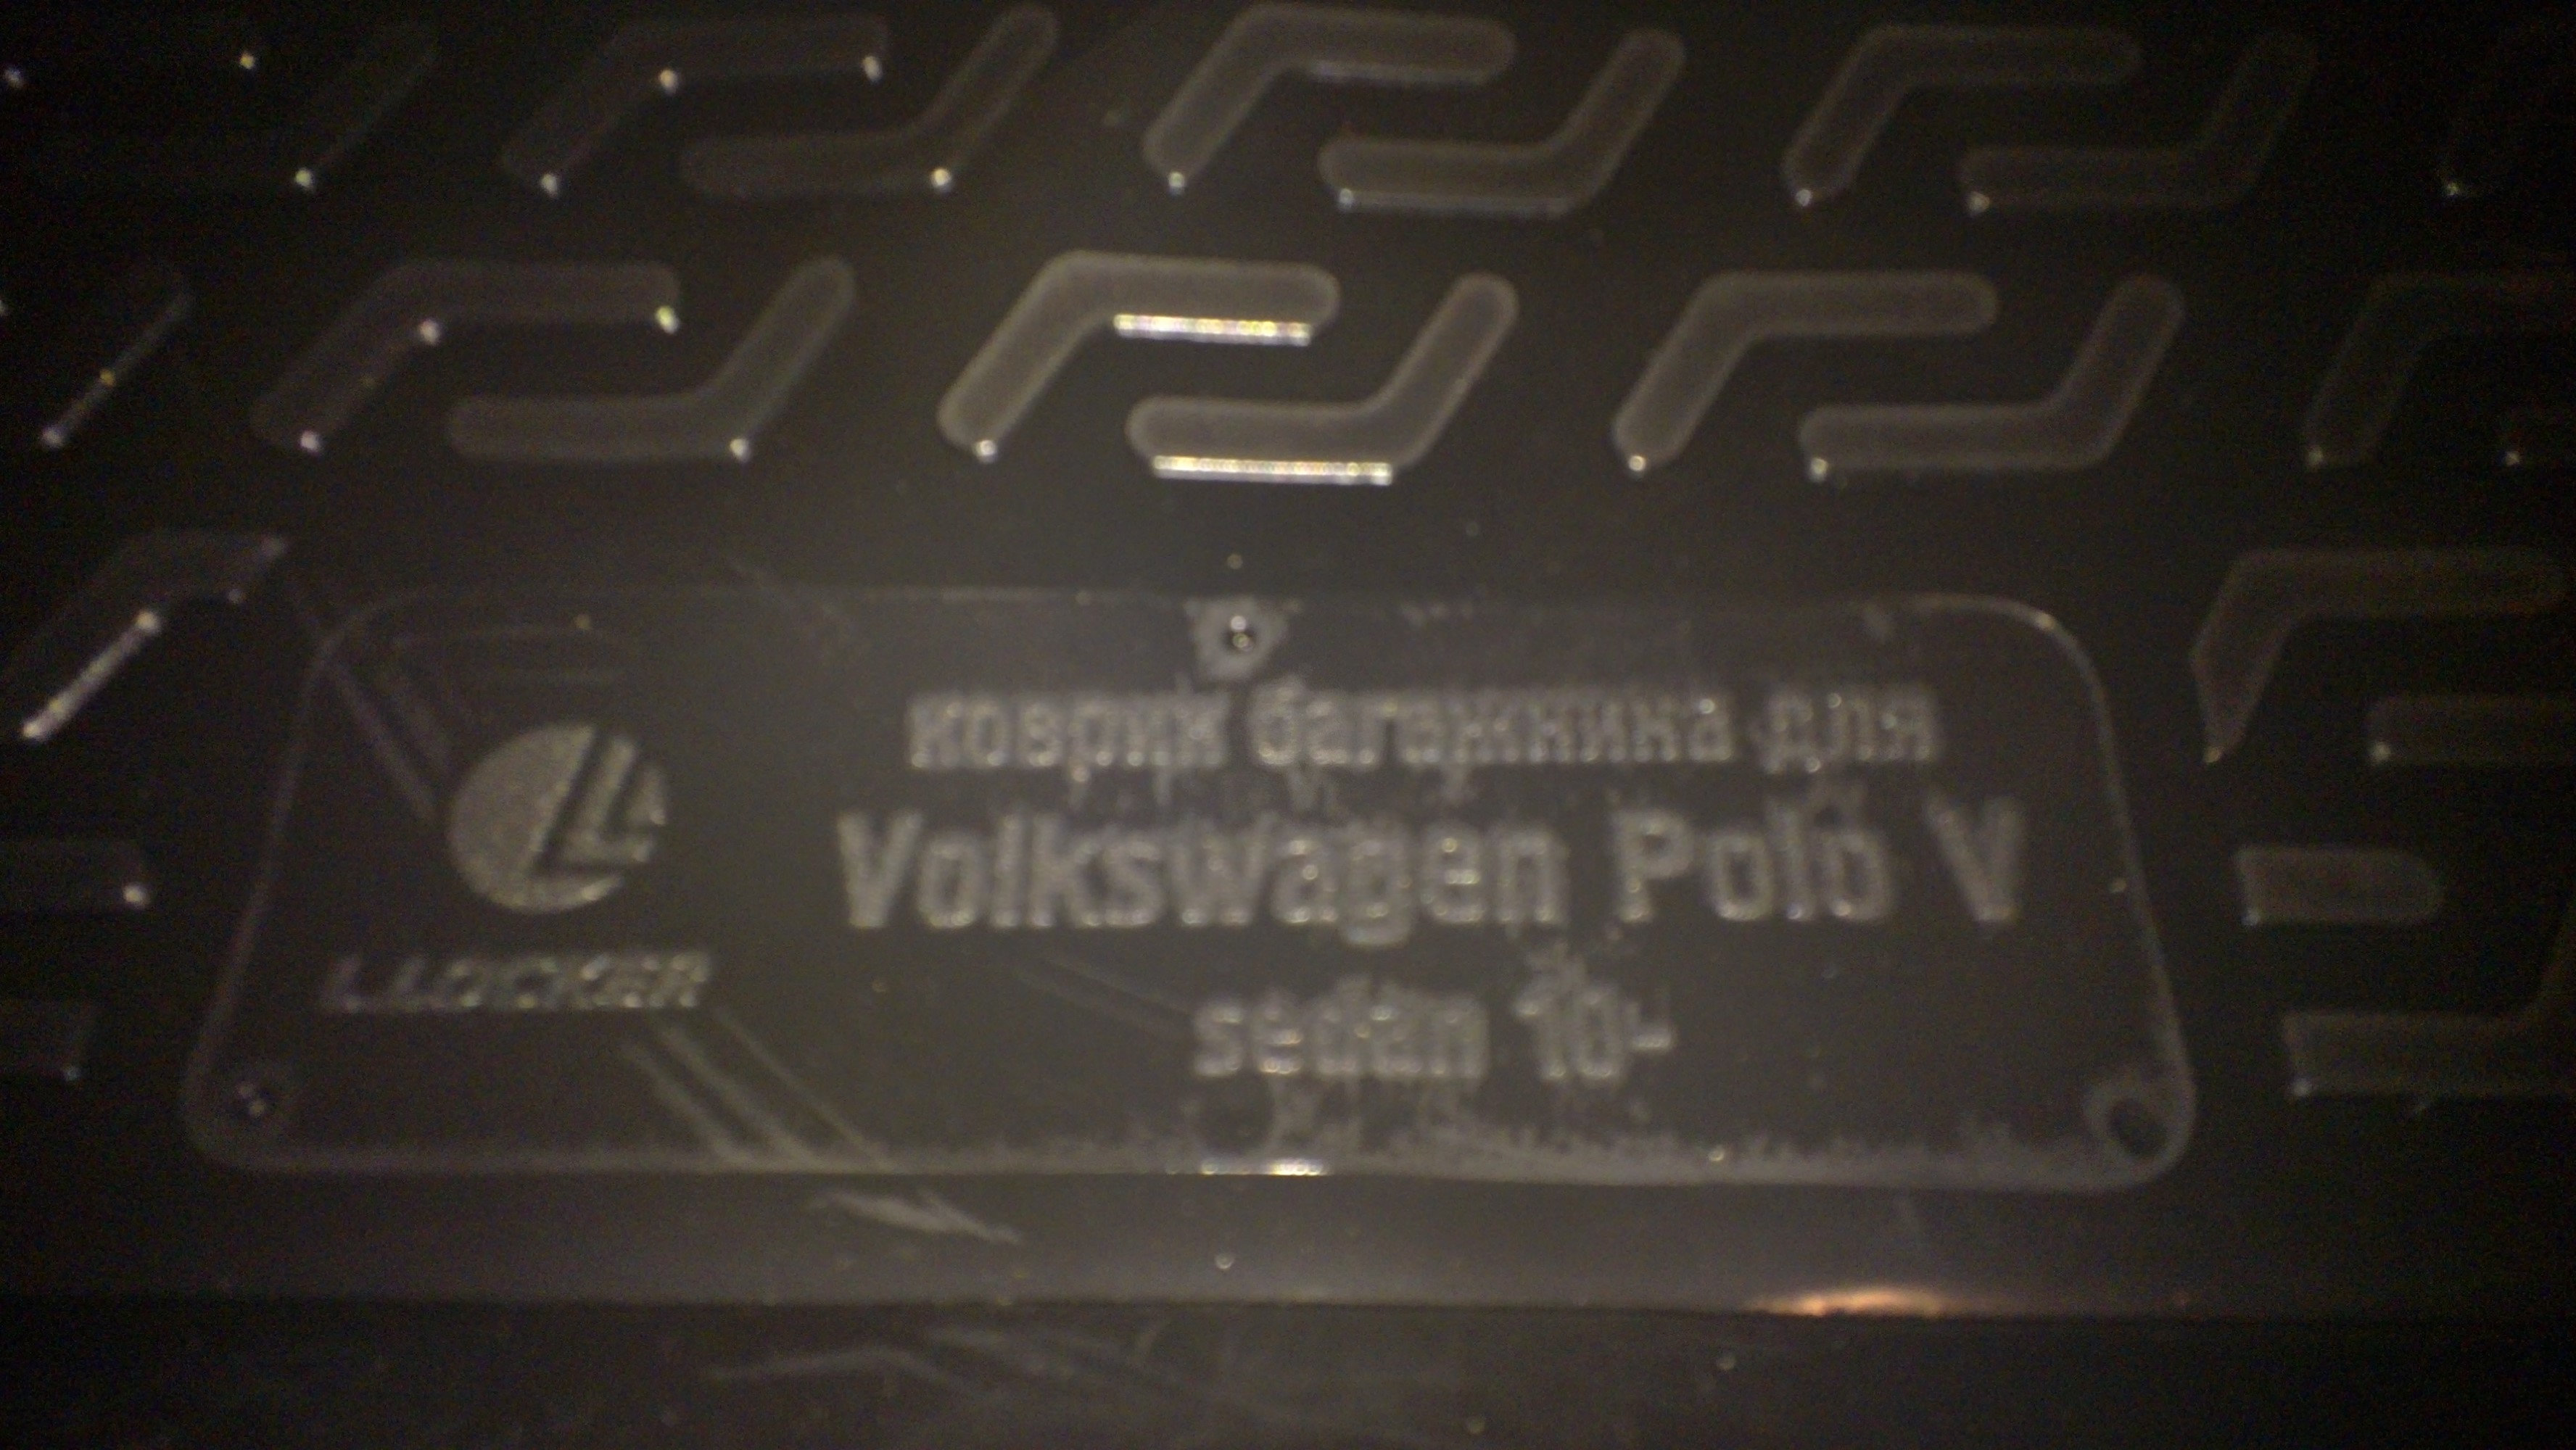 коврик багажника для
Volkswagen Polo V
sedan 10-
L.LOCKER